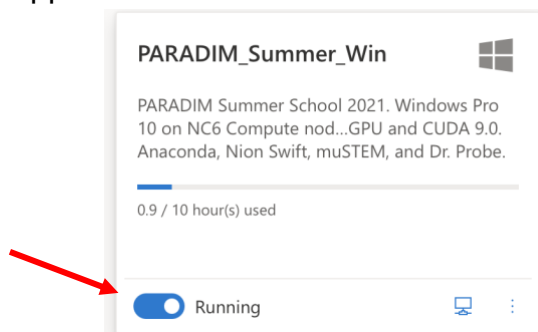 PARADIM_Summer_Win
PARADIM Summer School 2021. Windows Pro
10 on NC6 Compute nod...GPU and CUDA 9.0.
Anaconda, Nion Swift, muSTEM, and Dr. Probe.
0.9 / 10 hour(s) used
Running